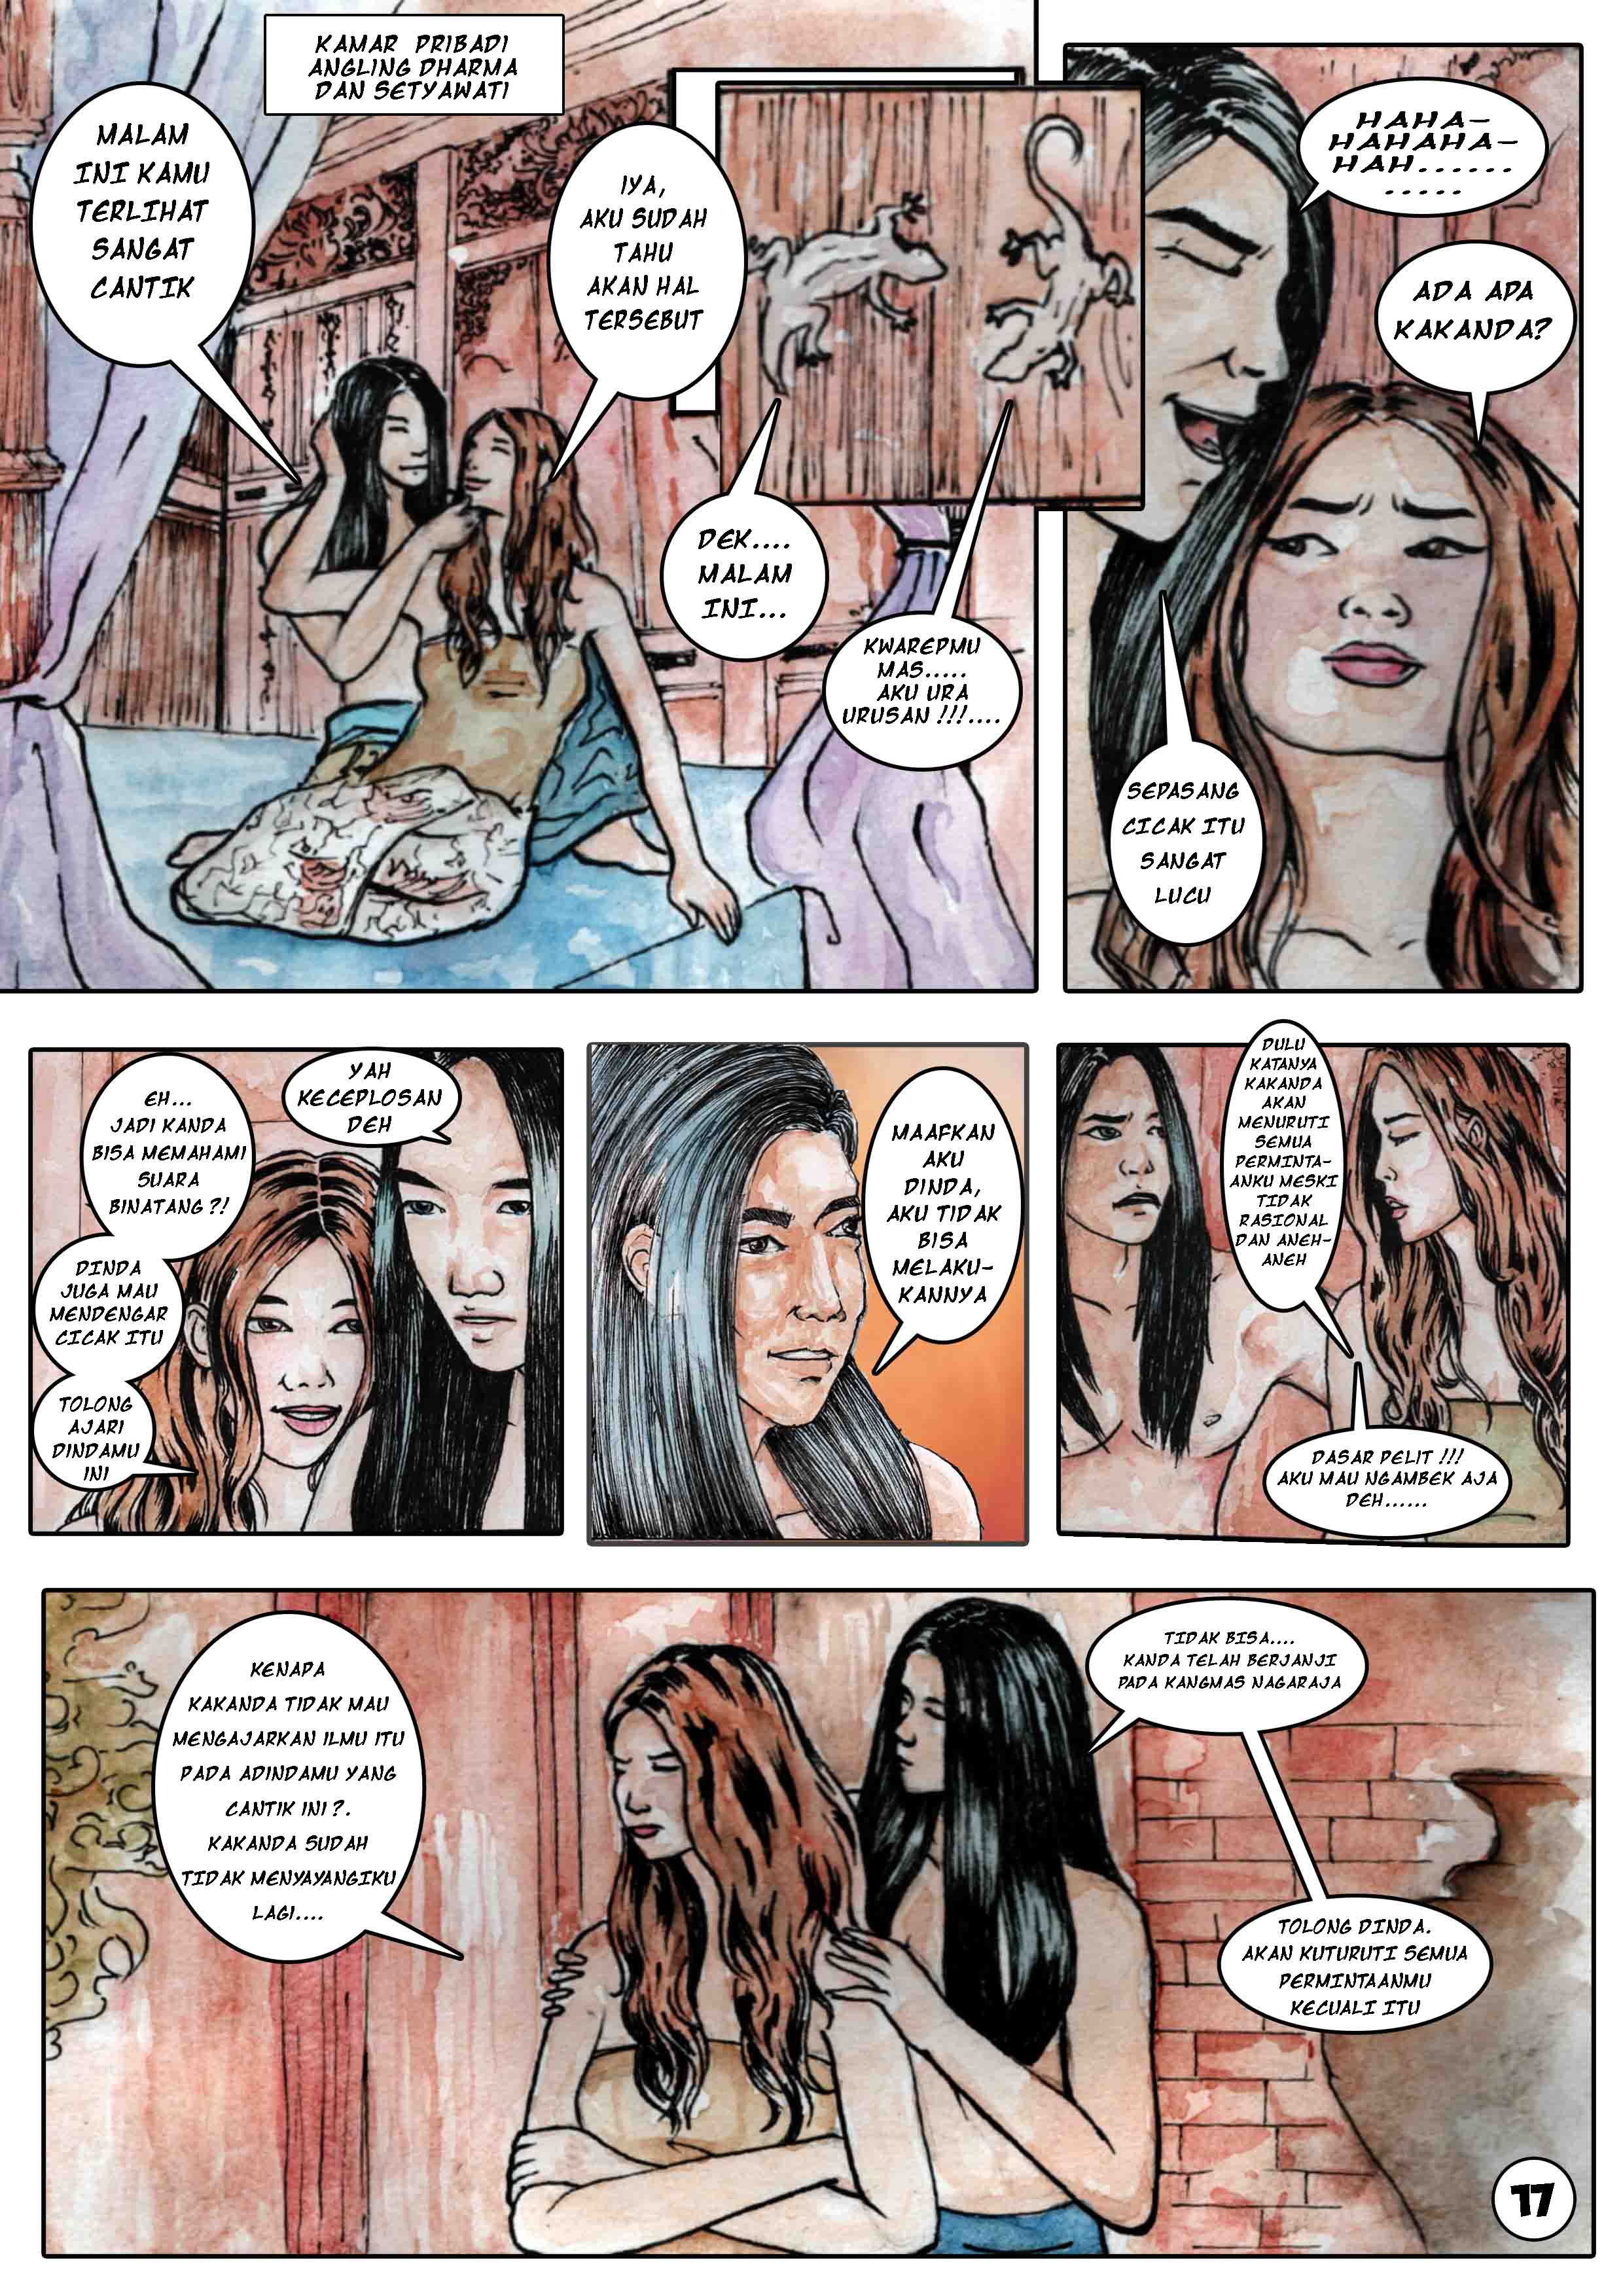 KAMAR PRIBADI
ANGLING DHARMA
DAN SETYAWATI
MALAM
INI KAMU
TERLIHAT
SANGAT
CANTIK
IYA,
AKU SUDAH
TAHU
AKAN HAL
TERSEBUT
DEK....
MALAM
INI...
KWAREPMU
MAS.....
AKU URA
URUSAN !!!....
HAHA-
HAHAHA-
HAH......
.....
ADA APA
KAKANDA?
SEPASANG
CICAK ITU
SANGAT
LUCU
EH...
JADI KANDA
BISA MEMAHAMI
SUARA
BINATANG ?!
YAH
KECEPLOSAN
DEH
DINDA
JUGA MAU
MENDENGAR
CICAK ITU
TOLONG
AJARI
DINDAMU
INI
MAAFKAN
AKU
DINDA,
AKU TIDAK
BISA
MELAKU-
KANNYA
DULU
KATANYA
KAKANDA
AKAN
MENURUTI
SEMUA
PERMINTA-
ANKU MESKI
TIDAK
RASIONAL
DAN ANEH-
ANEH
DASAR PELIT !!!
AKU MAU NGAMBEK AJA
DEH......
KENAPA
KAKANDA TIDAK MAU
MENGAJARKAN ILMU ITU
PADA ADINDAMU YANG
CANTIK INI ?.
KAKANDA SUDAH
TIDAK MENYAYANGIKU
LAGI....
TIDAK BISA....
KANDA TELAH BERJANJI
PADA KANGMAS NAGARAJA
TOLONG DINDA.
AKAN KUTURUTI SEMUA
PERMINTAANMU
KECUALI ITU
17